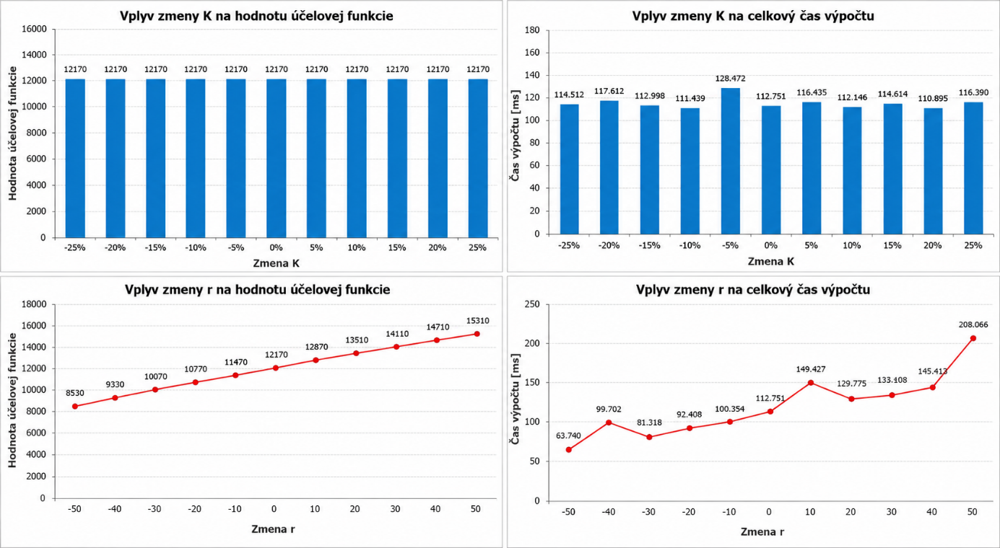 Vplyv zmeny K na hodnotu účelovej funkcie
Hodnota účelovej funkcie
16000
14000
12000
10000
8000
6000
4000
2000
0
12170 12170 12170 12170 12170 12170 12170 12170 12170 12170 12170
-25% -20% -15% -10% -5% 0% 5% 10% 15% 20% 25%
Zmena K
Vplyv zmeny K na celkový čas výpočtu
Čas výpočtu [ms]
180
160
140
120
100
80
60
40
20
0
114.512 117.612 112.998 111.439 128.472 112.751 116.435 112.146 114.614 110.895 116.390
-25% -20% -15% -10% -5% 0% 5% 10% 15% 20% 25%
Zmena K
Vplyv zmeny r na hodnotu účelovej funkcie
Hodnota účelovej funkcie
18000
16000
14000
12000
10000
8000
6000
4000
2000
0
8530 9330 10070 10770 11470 12170 12870 13510 14110 14710 15310
-50 -40 -30 -20 -10 0 10 20 30 40 50
Zmena r
Vplyv zmeny r na celkový čas výpočtu
Čas výpočtu [ms]
250
200
150
100
50
0
63.740 99.702 81.318 92.408 100.354 112.751 149.427 129.775 133.108 145.413 208.066
-50 -40 -30 -20 -10 0 10 20 30 40 50
Zmena r